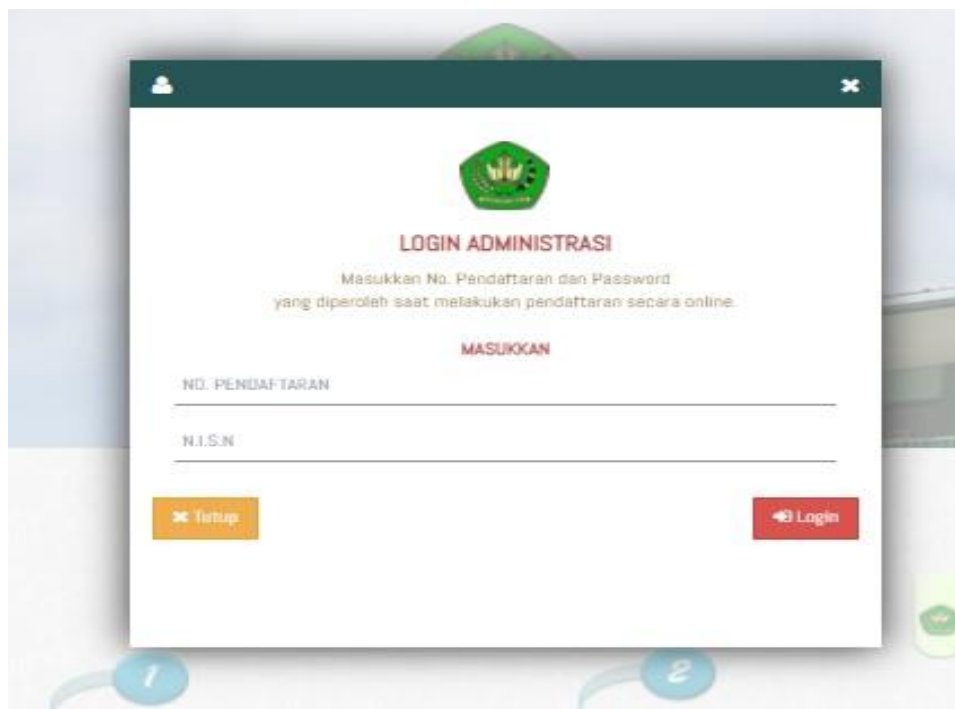 LOGIN ADMINISTRASI
Masukkan No. Pendaftaran dan Password
yang diperoleh saat melakukan pendaftaran secara online.
MASUKKAN
NO. PENDAFTARAN
N.I.S.N
Tutup
Login
1
2